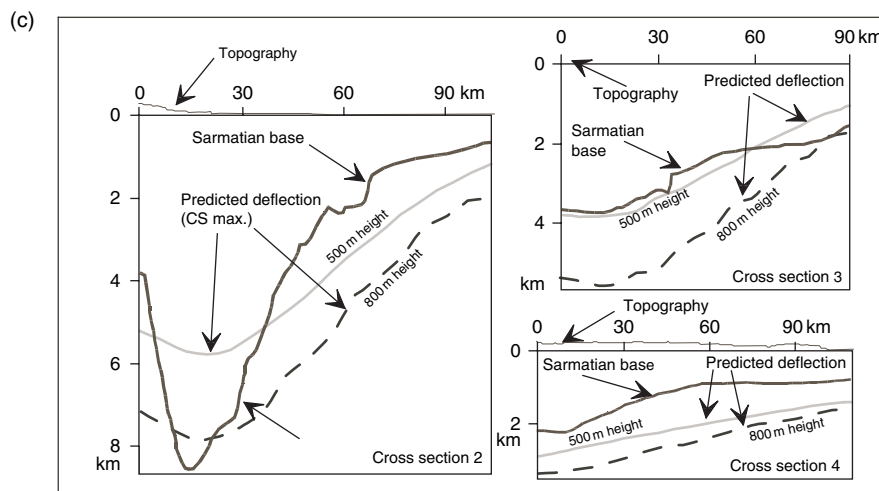 (c)
Topography
0 30 60 90 km
0
2
4
6
8
km
Sarmatian base
Predicted deflection
(CS max.)
500 m height
800 m height
Cross section 2
0 30 60 90 km
0
2
4
km
Topography
Predicted deflection
Sarmatian
base
500 m height
800 m height
Cross section 3
Topography
0 30 60 90 km
0
2
km
Sarmatian base
Predicted deflection
500 m height
800 m height
Cross section 4